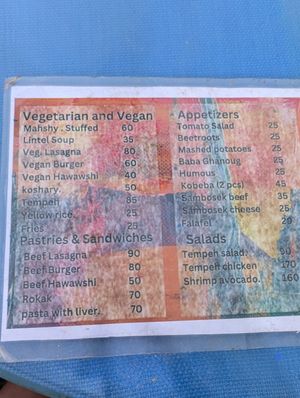 Vegetarian and Vegan
Mahshy . Stuffed 60
Lintel Soup 35
Veg. Lasagna 80
Vegan Burger 60
Vegan Hawawshi 40
koshary. 50
Tempeh 85
Yellow rice. 25
Fries 25
Pastries & Sandwiches
Beef Lasagna 90
Beef Burger 80
Beef Hawawshi 50
Rokak 70
pasta with liver. 70
Appetizers
Tomato Salad 25
Beetroots 25
Mashed potatoes 25
Baba Ghanoug 25
Humous 25
Kobeba (2 pcs) 45
Sambosek beef 35
Sambosek cheese 25
Falafel 20
Salads
Tempeh salad. 90
Tempeh chicken 170
Shrimp avocado. 160